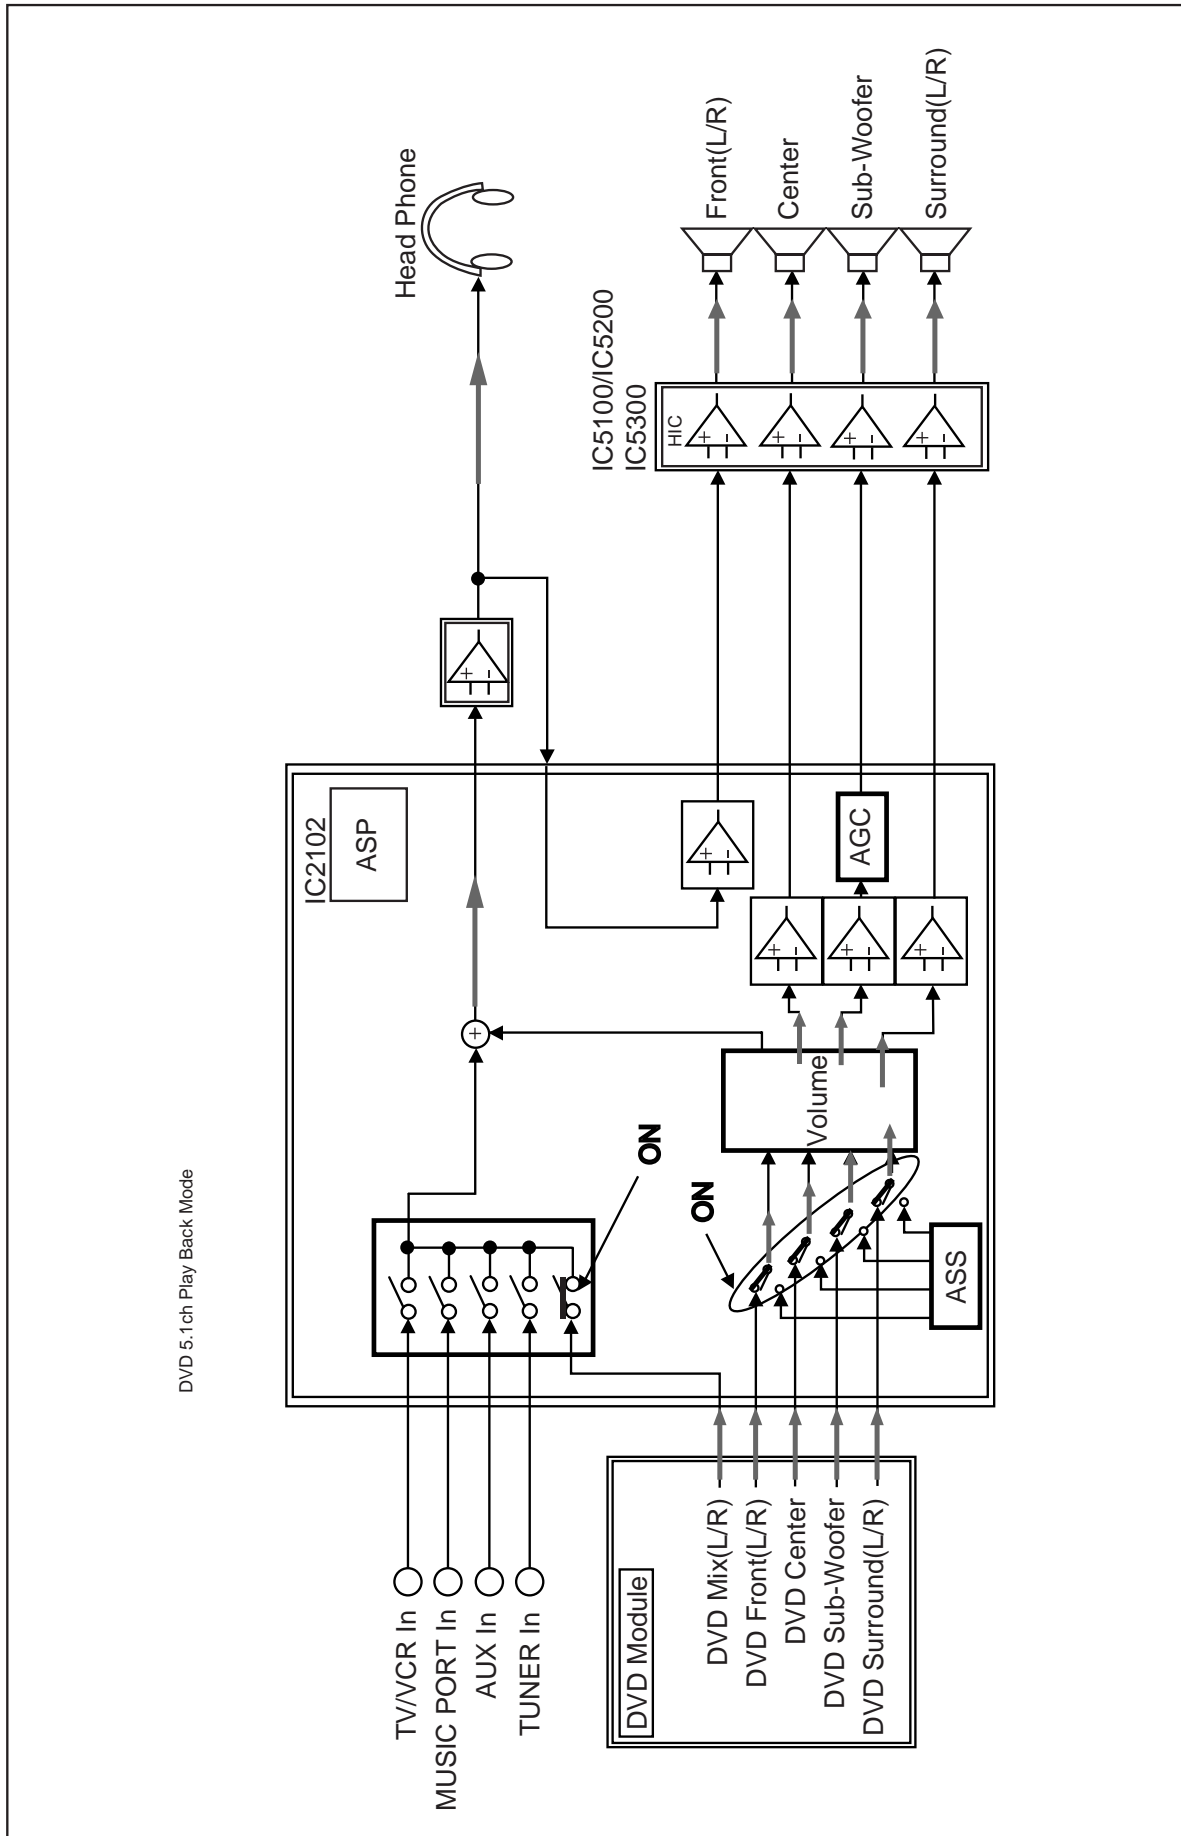 DVD 5.1ch Play Back Mode
TV/VCR In
MUSIC PORT In
AUX In
TUNER In
DVD Module
DVD Mix(L/R)
DVD Front(L/R)
DVD Center
DVD Sub-Woofer
DVD Surround(L/R)
ON
ON
ASS
Volume
IC2102
ASP
+
+
-
+
-
+
-
+
-
AGC
+
-
Head Phone
IC5100/IC5200
IC5300
HIC
+
-
+
-
+
-
+
-
Front(L/R)
Center
Sub-Woofer
Surround(L/R)